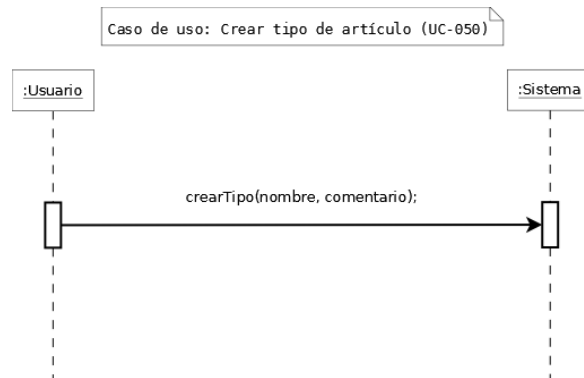 Caso de uso: Crear tipo de artículo (UC-050)
:Usuario
:Sistema
crearTipo(nombre, comentario);